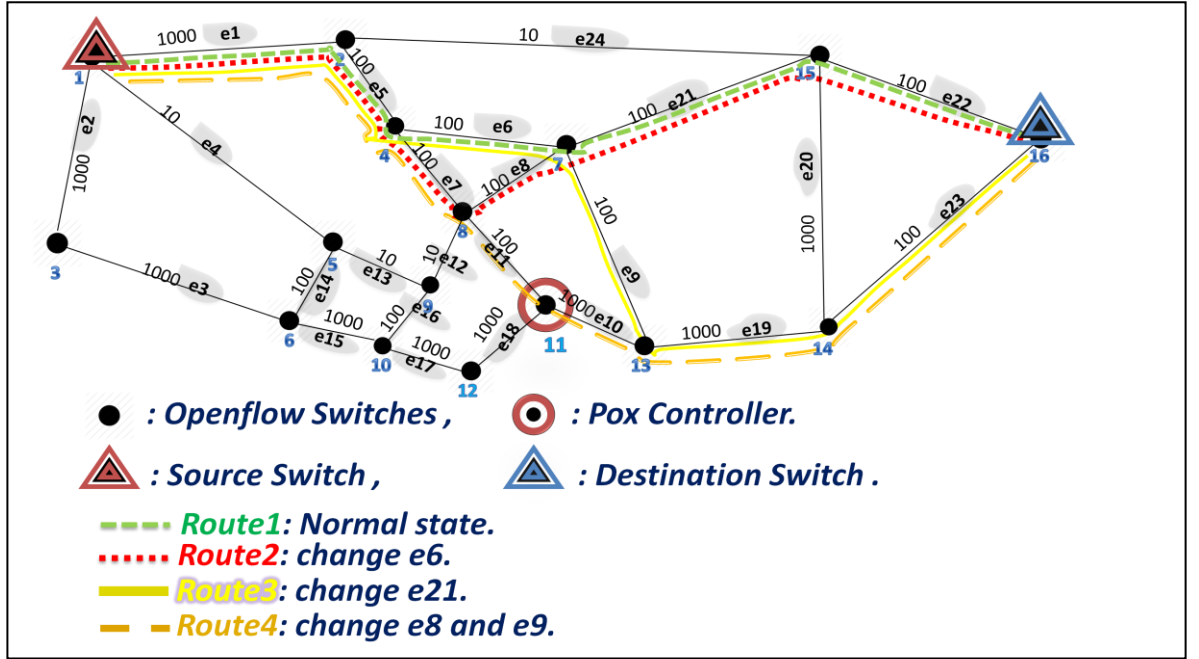 1000 e1
10 e24
1
2
15
100 e5
100 e22
100 e21
10 e4
1000 e2
100 e6
4
7
16
100 e7
100 e8
e20 1000
100 e23
8
100 e9
3
5
10 e13
10 e12
100 e11
9
1000 e3
100 e14
100 e16
1000 e18
1000 e10
11
6
1000 e15
10
1000 e17
12
13
1000 e19
14
: Openflow Switches ,
: Pox Controller.
: Source Switch ,
: Destination Switch .
Route1: Normal state.
Route2: change e6.
Route3: change e21.
Route4: change e8 and e9.